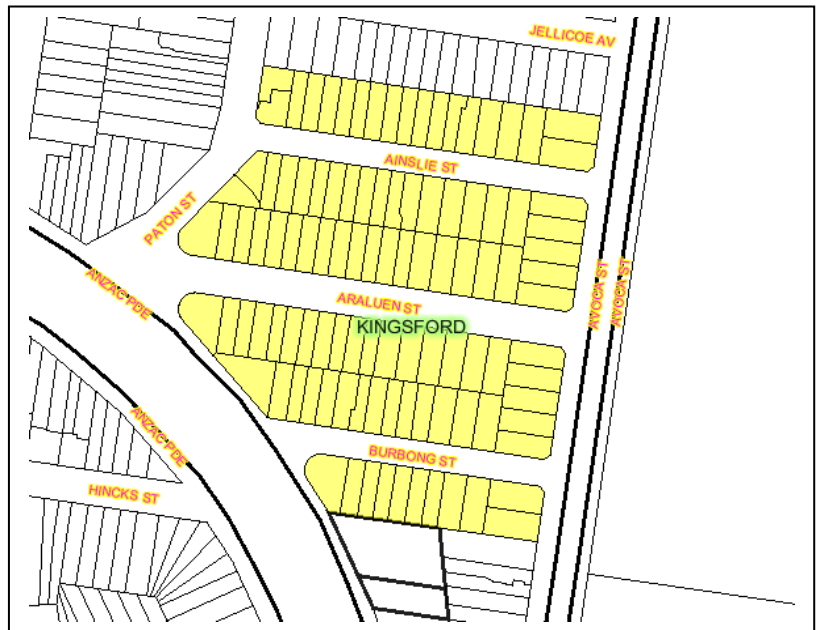 JELLICOE AV
AINSLIE ST
PATON ST
ANZAC PDE
ARALUEN ST
KINGSFORD
AVOCA ST
AVOCA ST
ANZAC PDE
BURBONG ST
HINCKS ST